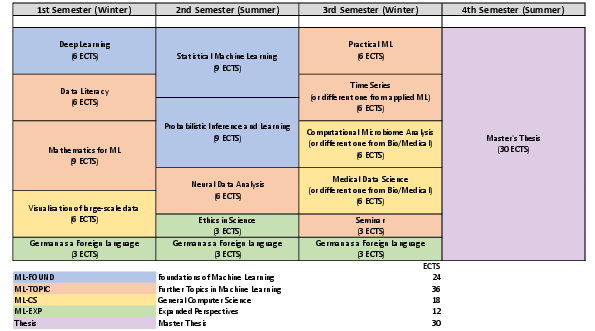 1st Semester (Winter)
2nd Semester (Summer)
3rd Semester (Winter)
4th Semester (Summer)
Deep Learning
(6 ECTS)
Data Literacy
(6 ECTS)
Mathematics for ML
(9 ECTS)
Visualisation of large-scale data
(6 ECTS)
German as a Foreign language
(3 ECTS)
Statistical Machine Learning
(9 ECTS)
Probabilistic Inference and Learning
(9 ECTS)
Neural Data Analysis
(6 ECTS)
Ethics in Science
(3 ECTS)
German as a Foreign language
(3 ECTS)
Practical ML
(6 ECTS)
Time Series
(or different one from applied ML)
(6 ECTS)
Computational Microbiome Analysis
(or different one from Bio/Medical)
(6 ECTS)
Medical Data Science
(or different one from Bio/Medical)
(6 ECTS)
Seminar
(3 ECTS)
German as a Foreign language
(3 ECTS)
Master's Thesis
(30 ECTS)
ECTS
ML-FOUND Foundations of Machine Learning 24
ML-TOPIC Further Topics in Machine Learning 36
ML-CS General Computer Science 18
ML-EXP Expanded Perspectives 12
Thesis Master Thesis 30